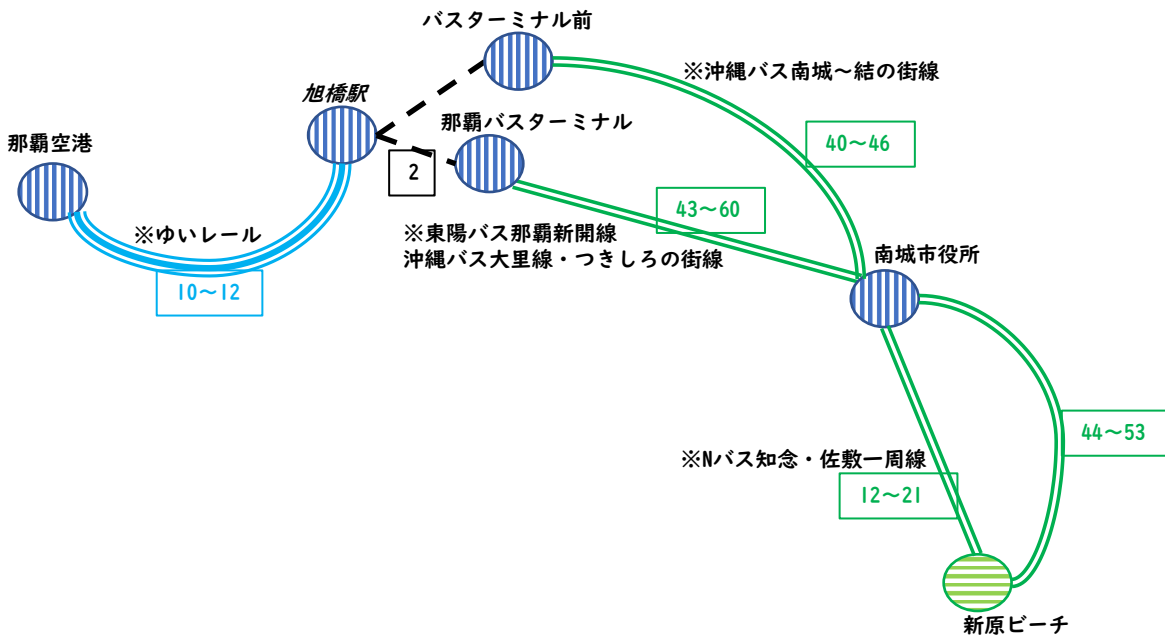 バスターミナル前
※沖縄バス南城～結の街線
旭橋駅
那覇バスターミナル
那覇空港
40～46
2
43～60
※ゆいレール
※東陽バス那覇新開線
沖縄バス大里線・つきしろの街線
南城市役所
10～12
44～53
※Nバス知念・佐敷一周線
12～21
新原ビーチ